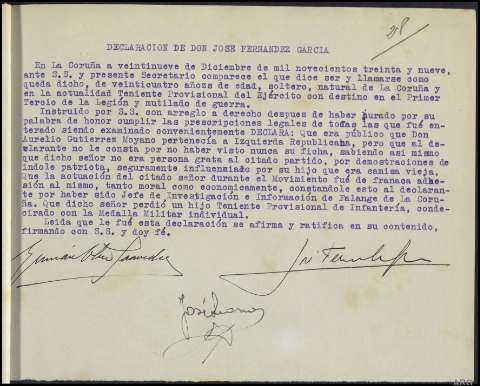 28
DECLARACION DE DON JOSE FERNANDEZ GARCIA
En La Coruña a veintinueve de Diciembre de mil novecientos treinta y nueve,
ante S.S. y presente Secretario comparece el que dice ser y llamarse como
queda dicho, de veinticuatro añozs de edad, soltero, natural de La Coruña y
en la actualidad Teniente Provisional del Ejército con destino en el Primer
Tercio de la Legión y mutilado de guerra.
Instruido por S.S. con arraglo a derecho despues de haber jurado por su
palabra de honor cumplir las prescripciones legales de todas las que fué en-
terado siendo examinado convenientemente DECLARA: Que era público que Don
Aurelio Gutierres Moyano pertenecía a Izquierda Republicana, pero que al de-
clarante no le consta por no haber visto nunca su ficha, sabiendo asi mismo
que dicho señor no era persona grata al citado partido, por demostraciones de
indole patriota, seguramente influenciado por su hijo que era camisa vieja.
Que la actuación del citado señor durante el Movimiento fué de franaca adhe-
sión al mismo, tanto moral como economicamente, constandole esto al declaran-
te por haber sido Jefe de Investigación e Información de Falange de La Coru-
ña. Que dicho señor perdió un hijo Teniente Provisional de Infantería, conde-
cirado con la Medalla Militar individual.
Leida que le fué esta declaración se afirma y ratifica en su contenido,
firmando con S.S. y doy fé.